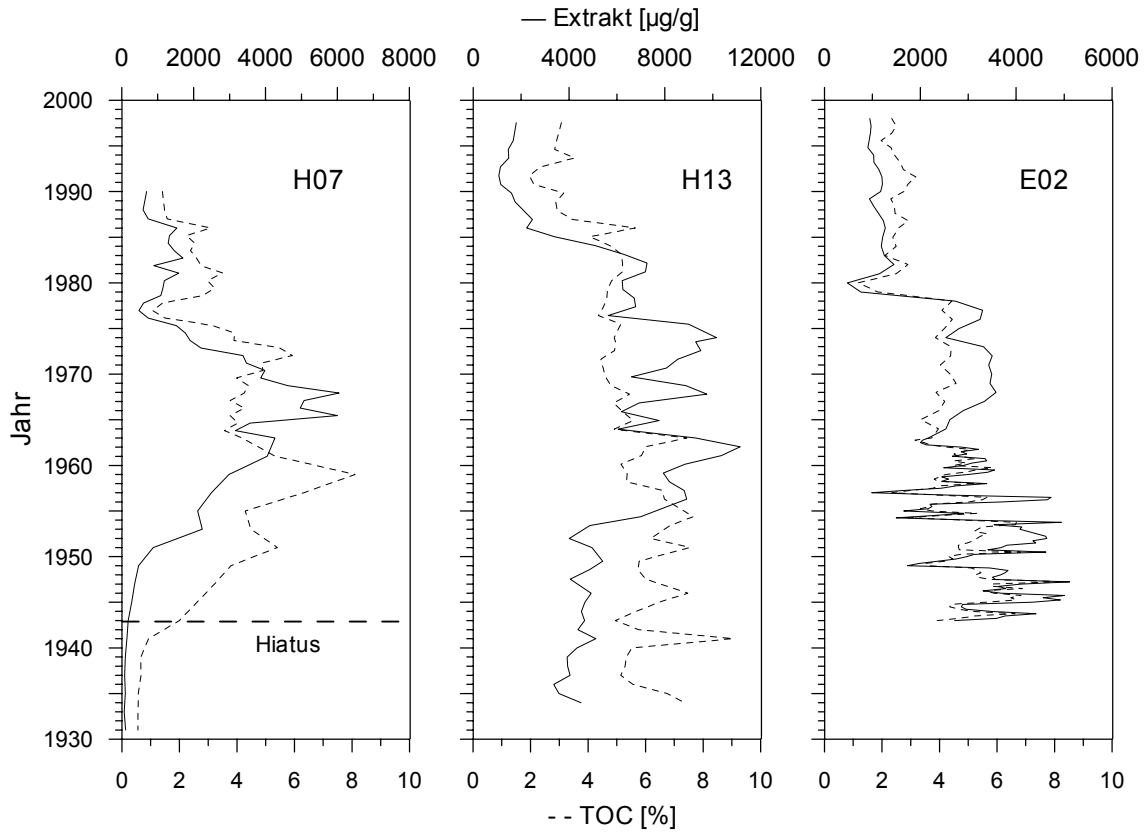 — Extrakt [µg/g]
0 2000 4000 6000 8000 0 4000 8000 12000 0 2000 4000 6000
2000
1990
1980
1970
1960
1950
1940
1930
Jahr
H07
H13
E02
Hiatus
0 2 4 6 8 10 0 2 4 6 8 10 0 2 4 6 8 10
- - TOC [%]